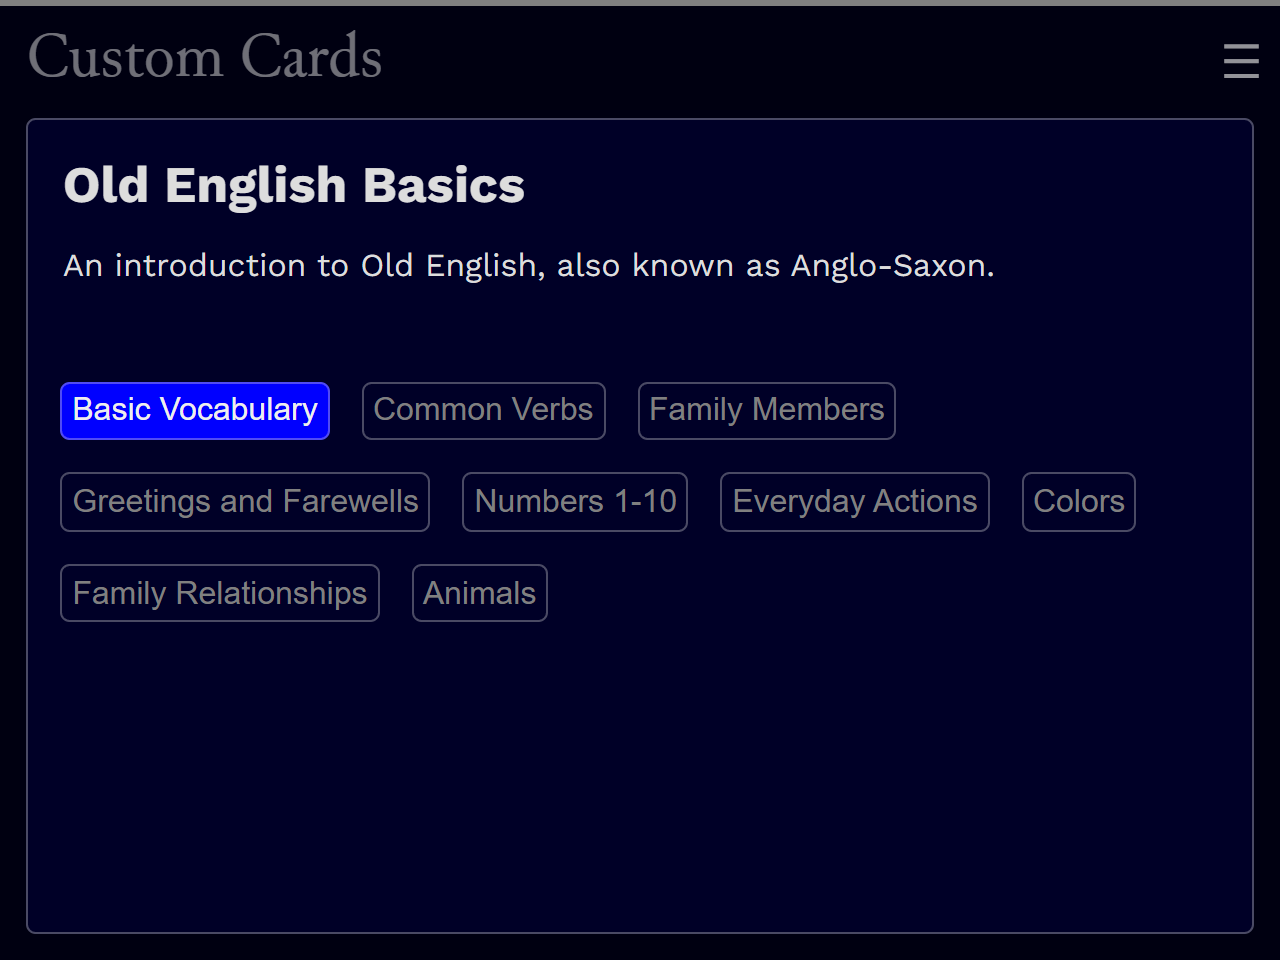 Custom Cards
Old English Basics
An introduction to Old English, also known as Anglo-Saxon.
Basic Vocabulary Common Verbs Family Members
Greetings and Farewells Numbers 1-10 Everyday Actions Colors
Family Relationships Animals